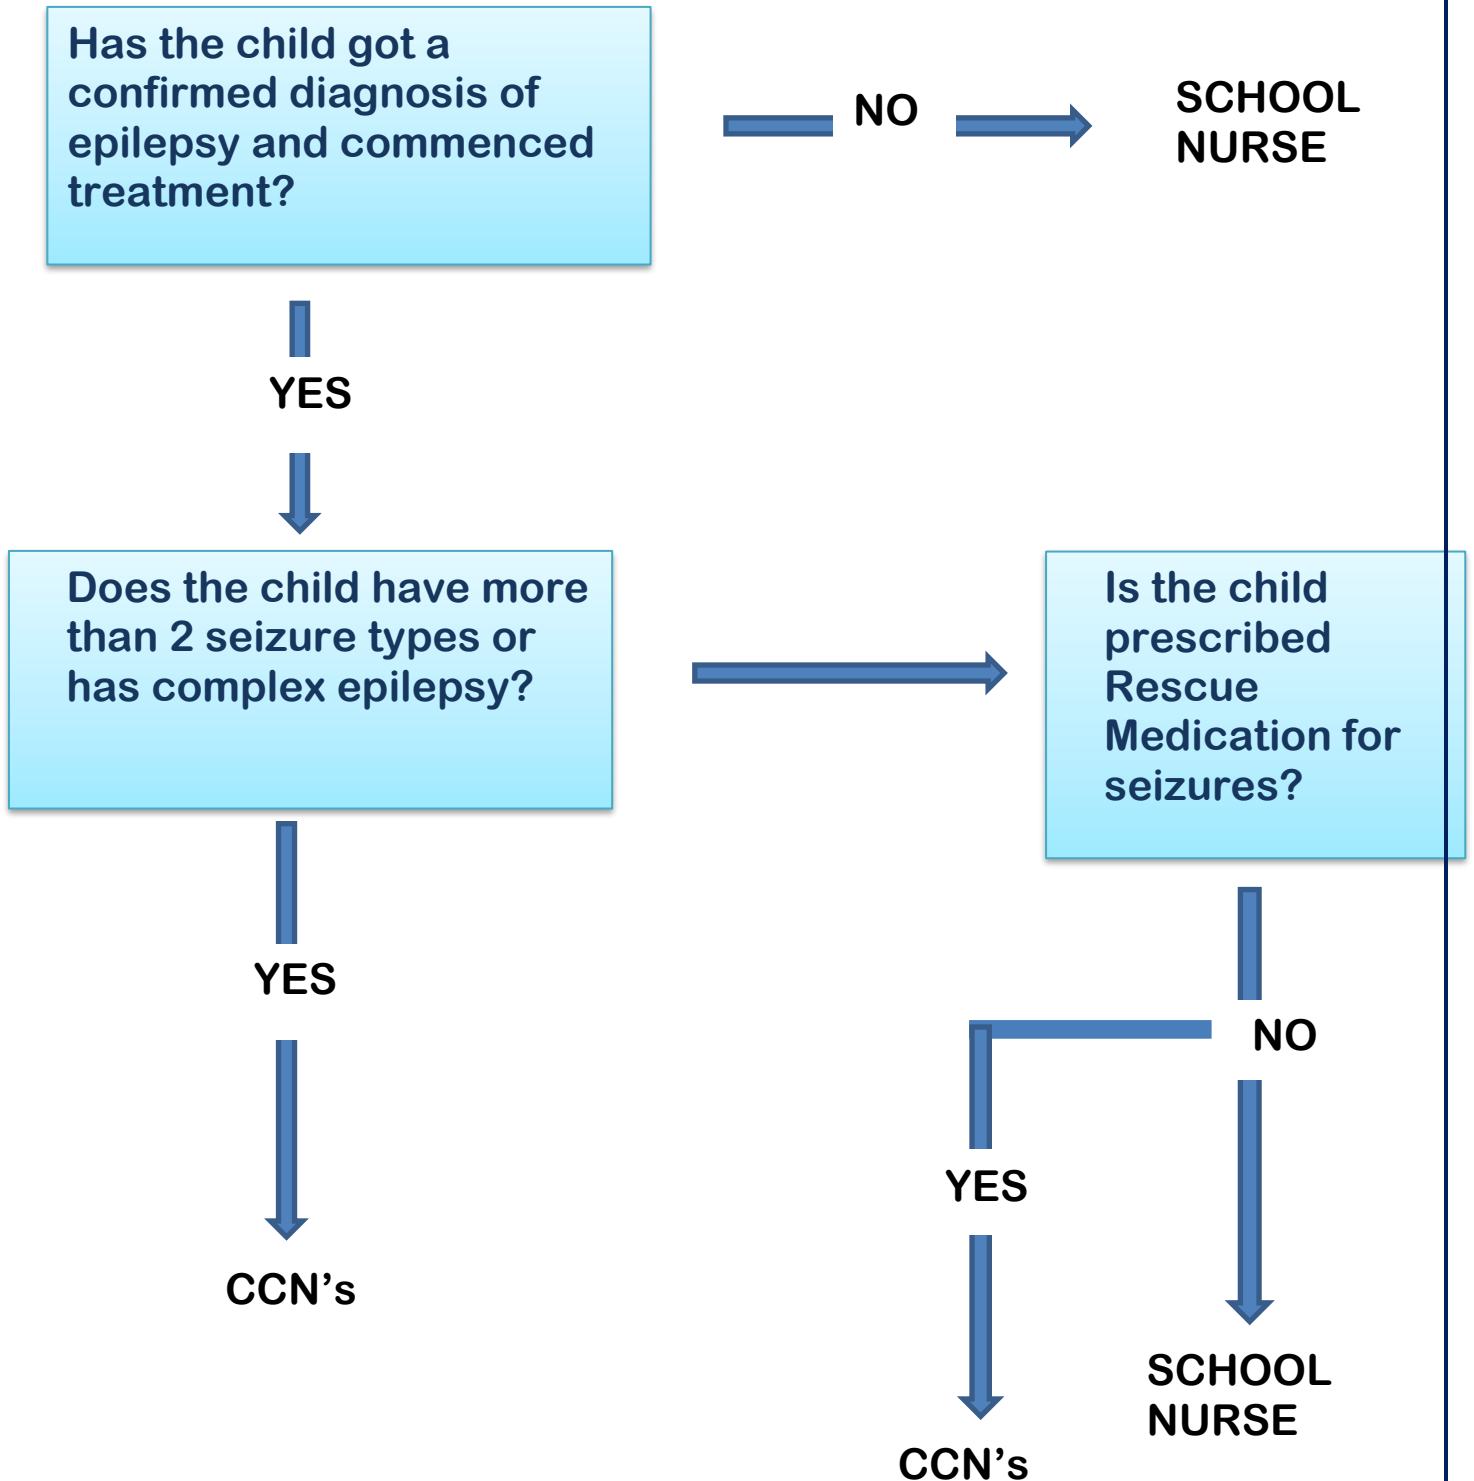 Has the child got a
confirmed diagnosis of
epilepsy and commenced
treatment?
NO
SCHOOL
NURSE
YES
Does the child have more
than 2 seizure types or
has complex epilepsy?
Is the child
prescribed
Rescue
Medication for
seizures?
YES
NO
YES
CCN’s
SCHOOL
NURSE
CCN’s